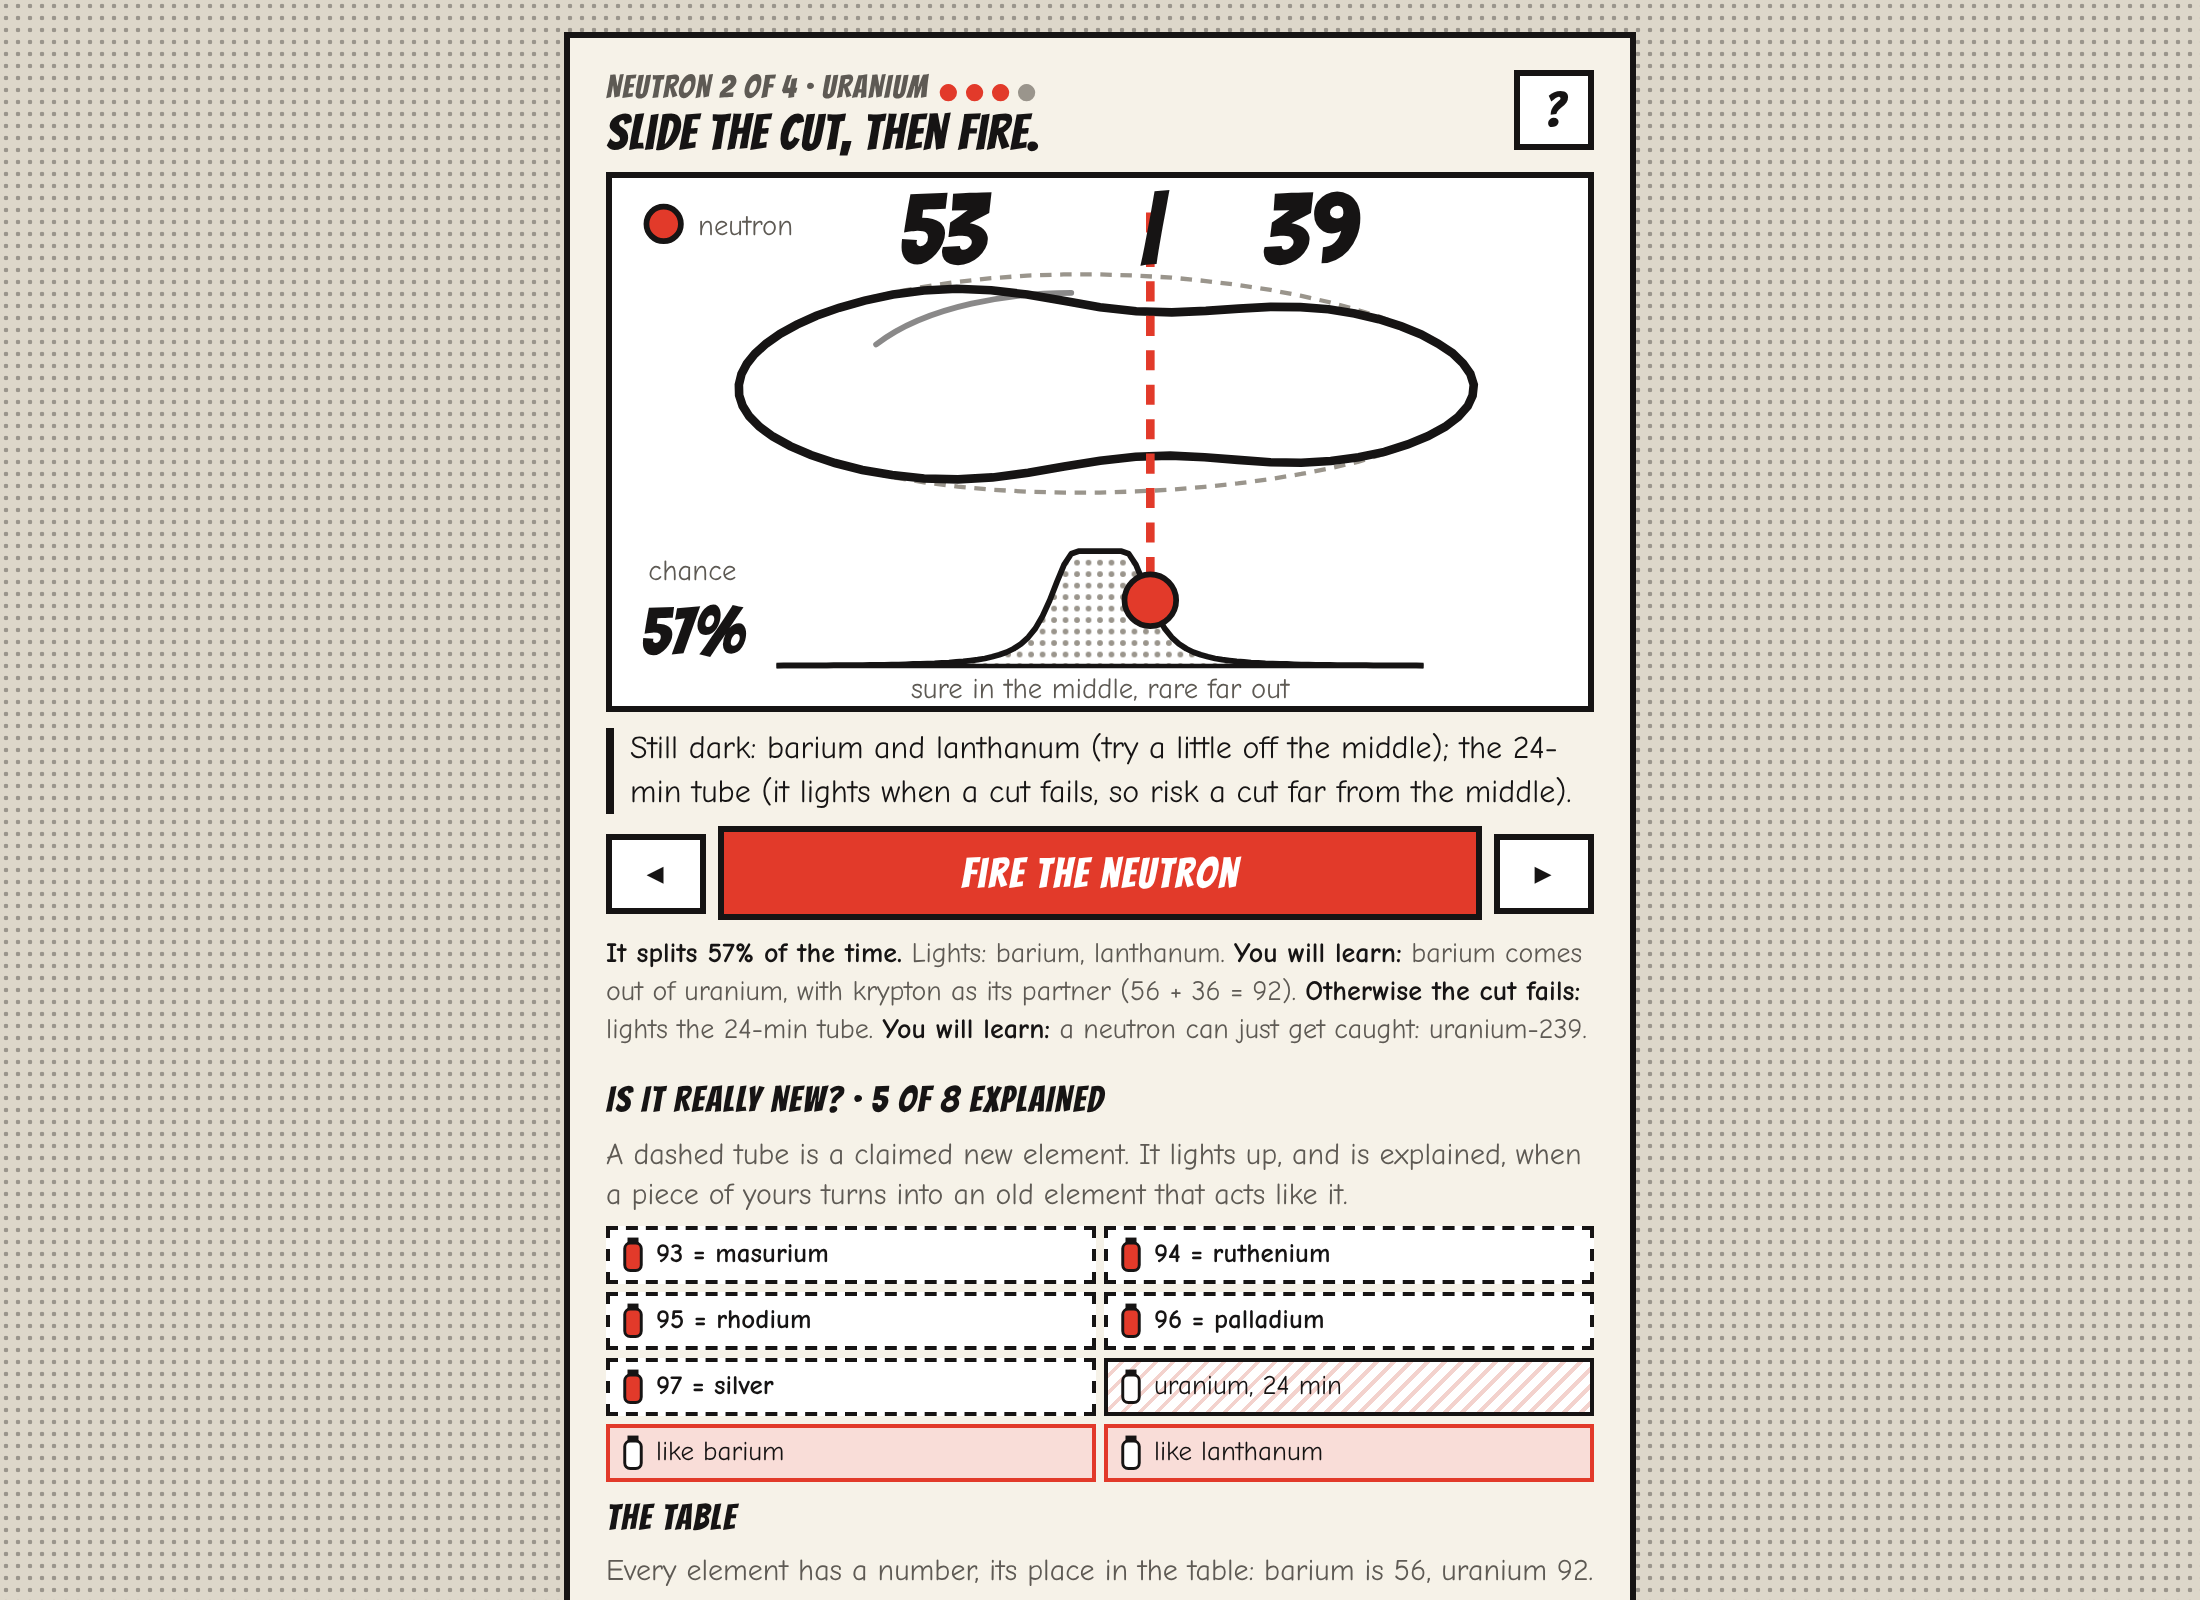 NEUTRON 2 OF 4 · URANIUM
SLIDE THE CUT, THEN FIRE.
?
53 / 39
neutron
chance
57%
sure in the middle, rare far out
Still dark: barium and lanthanum (try a little off the middle); the 24-
min tube (it lights when a cut fails, so risk a cut far from the middle).
◄ FIRE THE NEUTRON ►
It splits 57% of the time. Lights: barium, lanthanum. You will learn: barium comes
out of uranium, with krypton as its partner (56 + 36 = 92). Otherwise the cut fails:
lights the 24-min tube. You will learn: a neutron can just get caught: uranium-239.
IS IT REALLY NEW? · 5 OF 8 EXPLAINED
A dashed tube is a claimed new element. It lights up, and is explained, when
a piece of yours turns into an old element that acts like it.
93 = masurium
94 = ruthenium
95 = rhodium
96 = palladium
97 = silver
uranium, 24 min
like barium
like lanthanum
THE TABLE
Every element has a number, its place in the table: barium is 56, uranium 92.